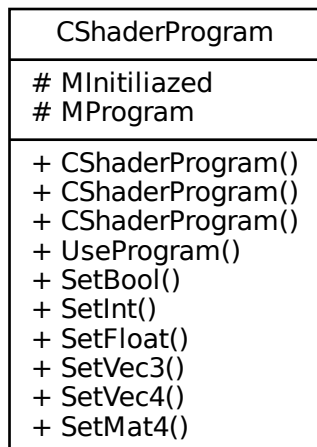 CShaderProgram
# MInitiliazed
# MProgram
+ CShaderProgram()
+ CShaderProgram()
+ CShaderProgram()
+ UseProgram()
+ SetBool()
+ SetInt()
+ SetFloat()
+ SetVec3()
+ SetVec4()
+ SetMat4()